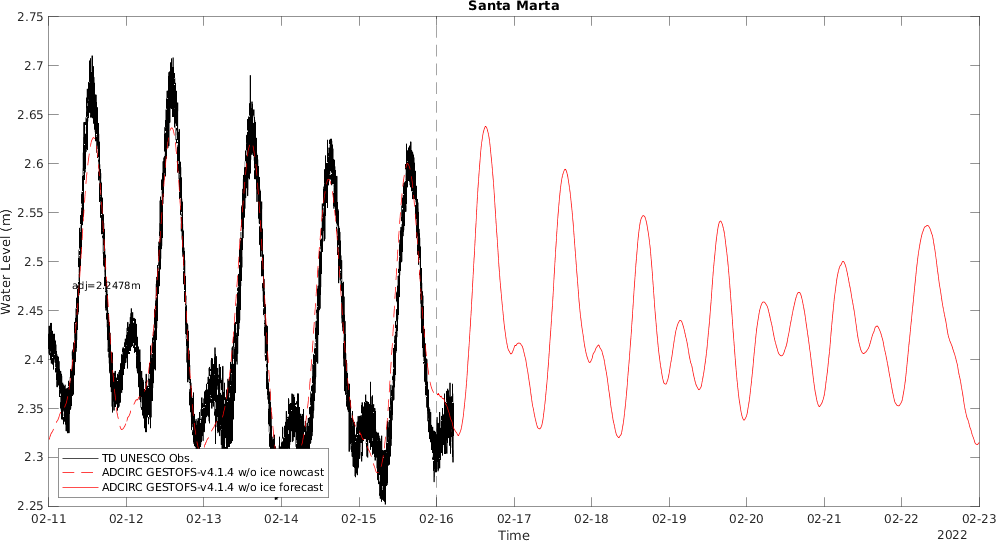 Santa Marta
2.75
2.7
2.65
2.6
2.55
2.5
2.45
2.4
2.35
2.3
2.25
Water Level (m)
adj=2.2478m
TD UNESCO Obs.
ADCIRC GESTOFS-v4.1.4 w/o ice nowcast
ADCIRC GESTOFS-v4.1.4 w/o ice forecast
02-11 02-12 02-13 02-14 02-15 02-16 02-17 02-18 02-19 02-20 02-21 02-22 02-23
Time
2022